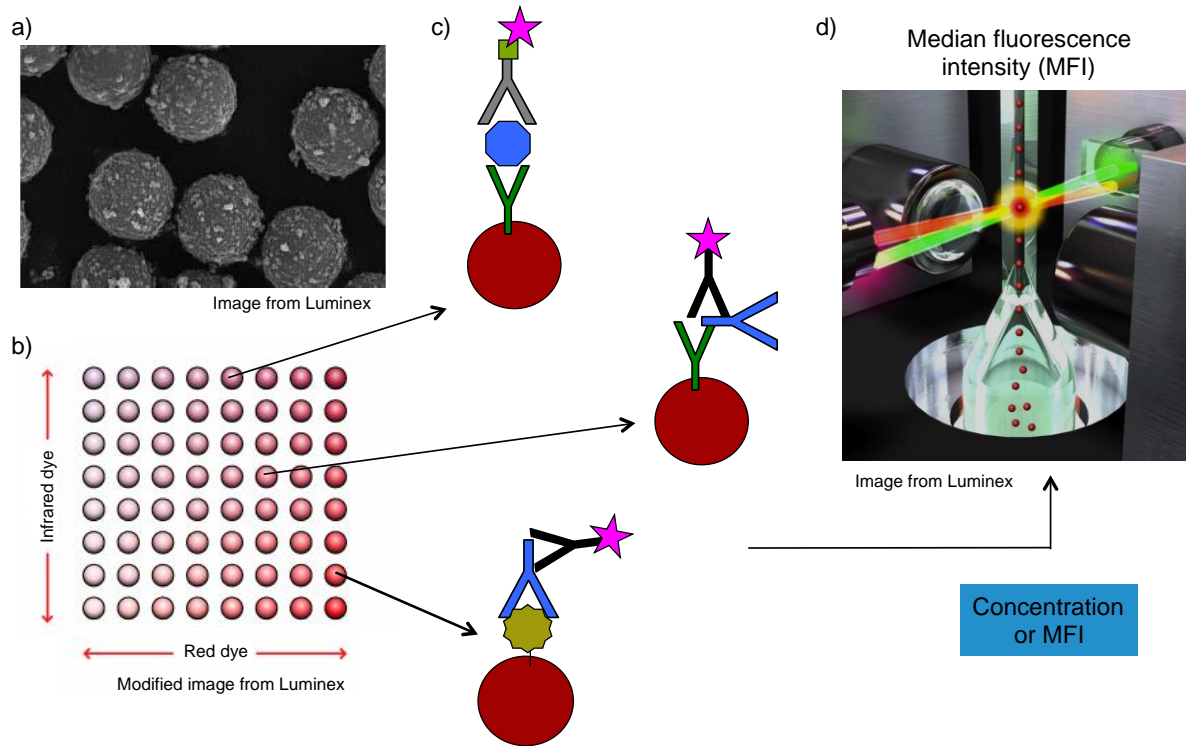 a)
Image from Luminex
b)
Infrared dye
Red dye
Modified image from Luminex
c)
d)
Median fluorescence
intensity (MFI)
Image from Luminex
Concentration
or MFI